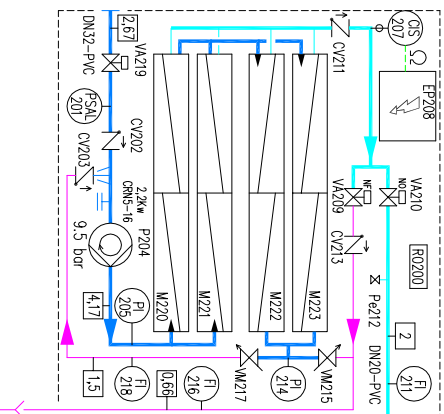 DN32-PVC
2,67
VA219
PSAL
201
CV202
CV203
2,2Kw
CRN5-16
P204
9.5 bar
4,17
PI
205
FI
218
1,5
0,66
FI
216
M220
M221
M222
M223
VM217
PI
214
VM215
CV211
CIS
207
Ω
EP208
NF
VA209
NO
VA210
CV213
RO200
Pe212
2
DN20-PVC
FI
211